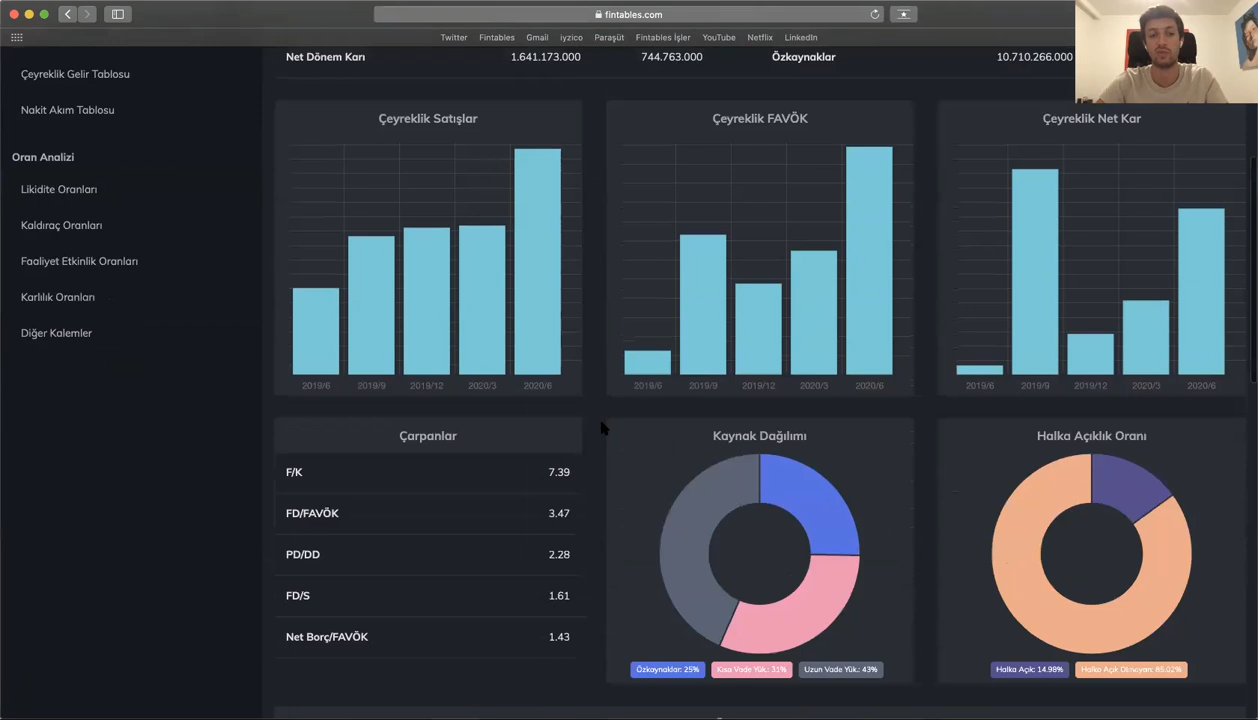 fintables.com
Twitter Fintables Gmail iyzico Paraşüt Fintables İşler YouTube Netflix LinkedIn
Çeyreklik Gelir Tablosu
Nakit Akım Tablosu
Oran Analizi
Likidite Oranları
Kaldıraç Oranları
Faaliyet Etkinlik Oranları
Karlılık Oranları
Diğer Kalemler
Net Dönem Karı 1.641.173.000 744.763.000 Özkaynaklar 10.710.266.000
Çeyreklik Satışlar
2019/6 2019/9 2019/12 2020/3 2020/6
Çeyreklik FAVÖK
2019/6 2019/9 2019/12 2020/3 2020/6
Çeyreklik Net Kar
2019/6 2019/9 2019/12 2020/3 2020/6
Çarpanlar
F/K 7.39
FD/FAVÖK 3.47
PD/DD 2.28
FD/S 1.61
Net Borç/FAVÖK 1.43
Kaynak Dağılımı
Özkaynaklar: 25% Kısa Vade Yük.: 31% Uzun Vade Yük.: 43%
Halka Açıklık Oranı
Halka Açık: 14.98% Halka Açık Olmayan: 85.02%